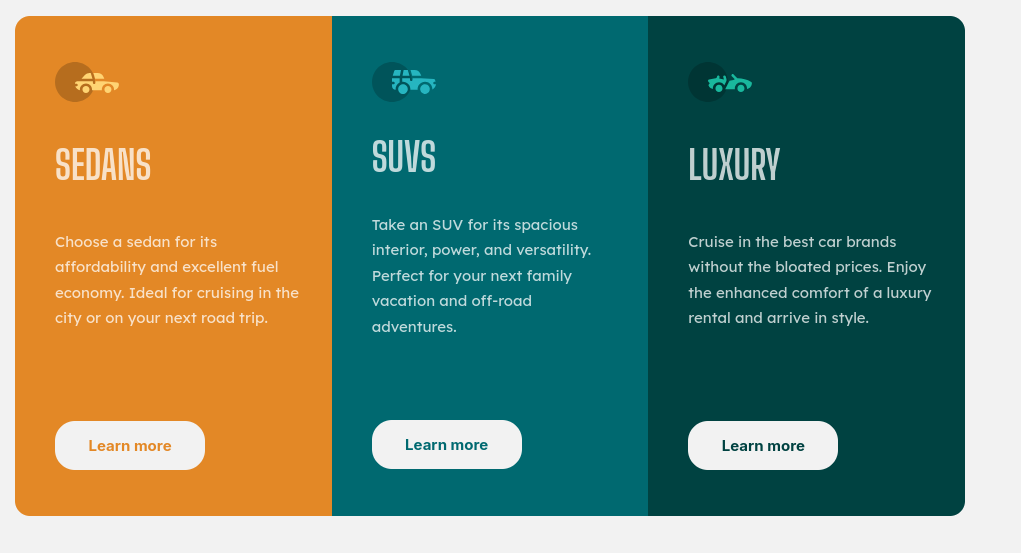 SEDANS
Choose a sedan for its
affordability and excellent fuel
economy. Ideal for cruising in the
city or on your next road trip.
Learn more
SUVS
Take an SUV for its spacious
interior, power, and versatility.
Perfect for your next family
vacation and off-road
adventures.
Learn more
LUXURY
Cruise in the best car brands
without the bloated prices. Enjoy
the enhanced comfort of a luxury
rental and arrive in style.
Learn more